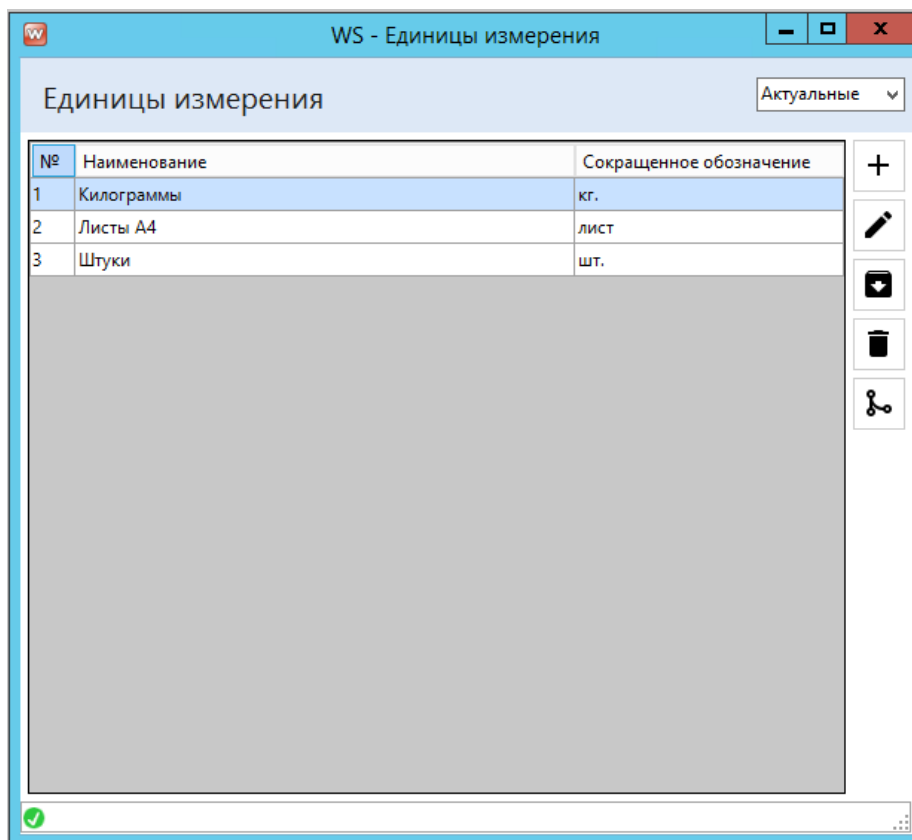 WS - Единицы измерения
Единицы измерения
Актуальные
№ Наименование Сокращенное обозначение
1 Килограммы кг.
2 Листы А4 лист
3 Штуки шт.